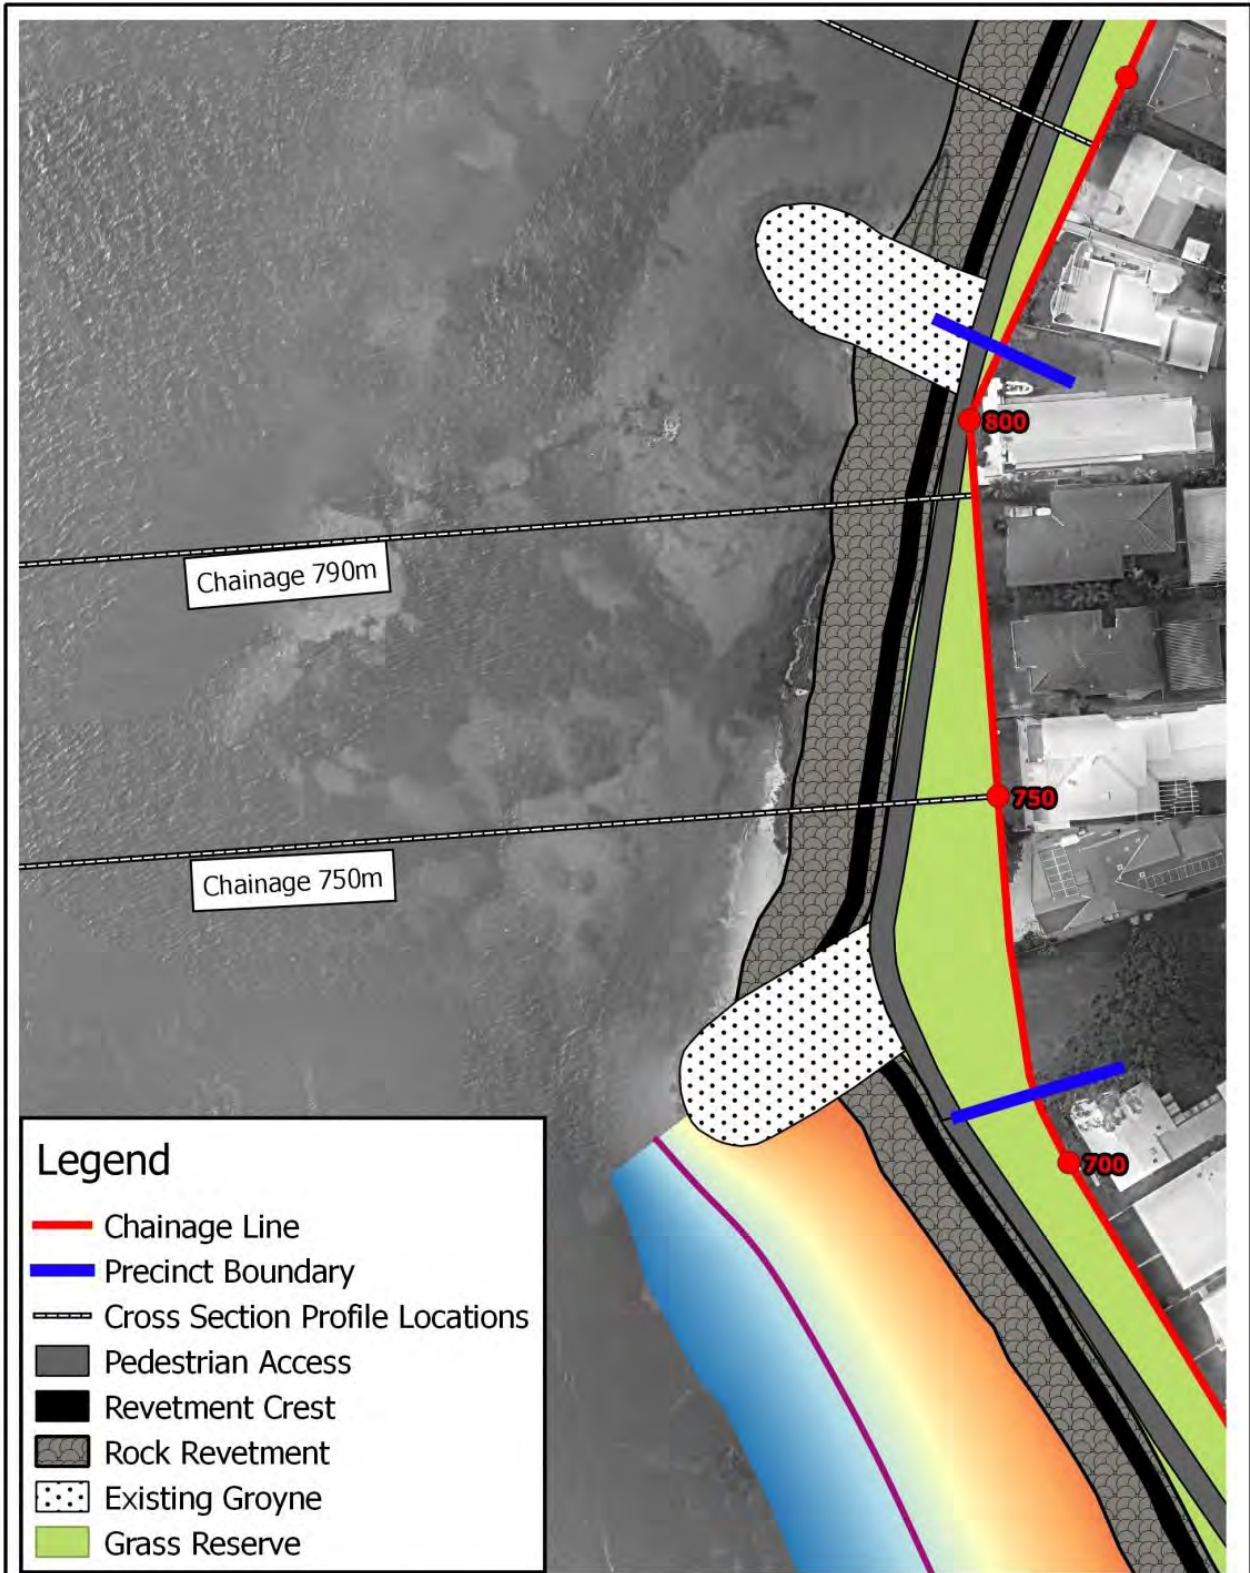 800
Chainage 790m
750
Chainage 750m
700
Legend
Chainage Line
Precinct Boundary
Cross Section Profile Locations
Pedestrian Access
Revetment Crest
Rock Revetment
Existing Groyne
Grass Reserve